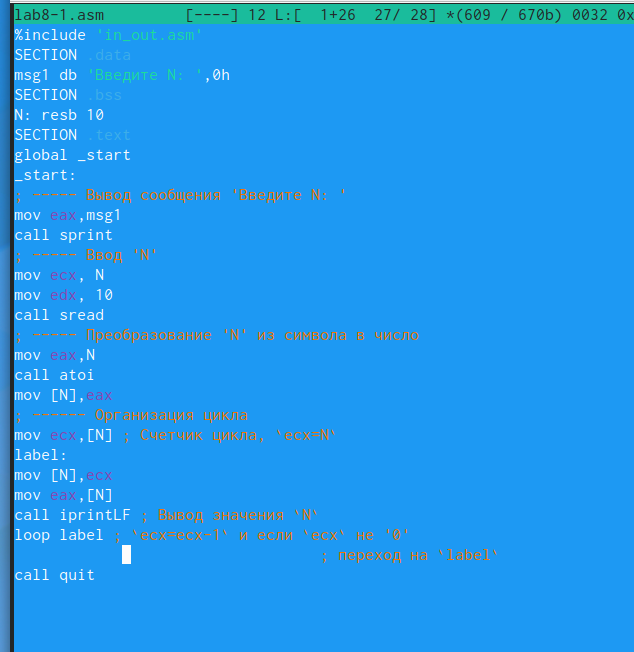 lab8-1.asm [----] 12 L:[ 1+26 27/ 28] *(609 / 670b) 0032 0x
%include 'in_out.asm'
SECTION .data
msg1 db 'Введите N: ',0h
SECTION .bss
N: resb 10
SECTION .text
global _start
_start:
; ----- Вывод сообщения 'Введите N: '
mov eax,msg1
call sprint
; ----- Ввод 'N'
mov ecx, N
mov edx, 10
call sread
; ----- Преобразование 'N' из символа в число
mov eax,N
call atoi
mov [N],eax
; ------ Организация цикла
mov ecx,[N] ; Счетчик цикла, `ecx=N`
label:
mov [N],ecx
mov eax,[N]
call iprintLF ; Вывод значения `N`
loop label ; `ecx=ecx-1` и если `ecx` не '0'
; переход на `label`
call quit